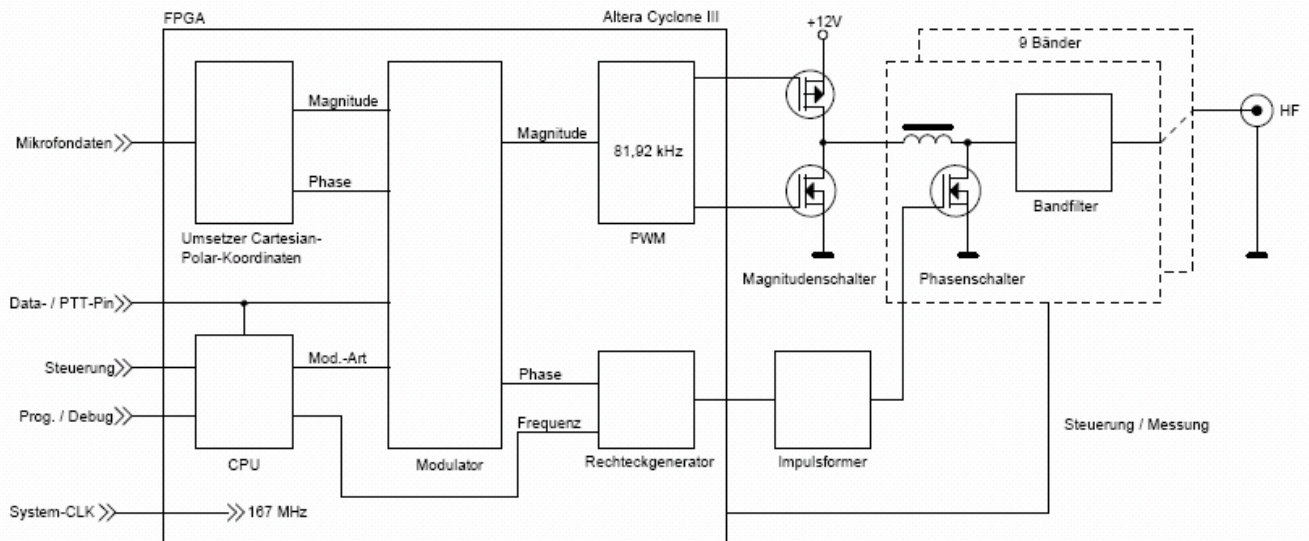 FPGA
Altera Cyclone III
+12V
9 Bänder
Mikrofondaten
Magnitude
Phase
Magnitude
81,92 kHz
HF
Umsetzer Cartesian-
Polar-Koordinaten
PWM
Bandfilter
Magnitudenschalter
Phasenschalter
Data- / PTT-Pin
Steuerung
Mod.-Art
Prog. / Debug
CPU
Modulator
Phase
Frequenz
Rechteckgenerator
Impulsformer
Steuerung / Messung
System-CLK
167 MHz